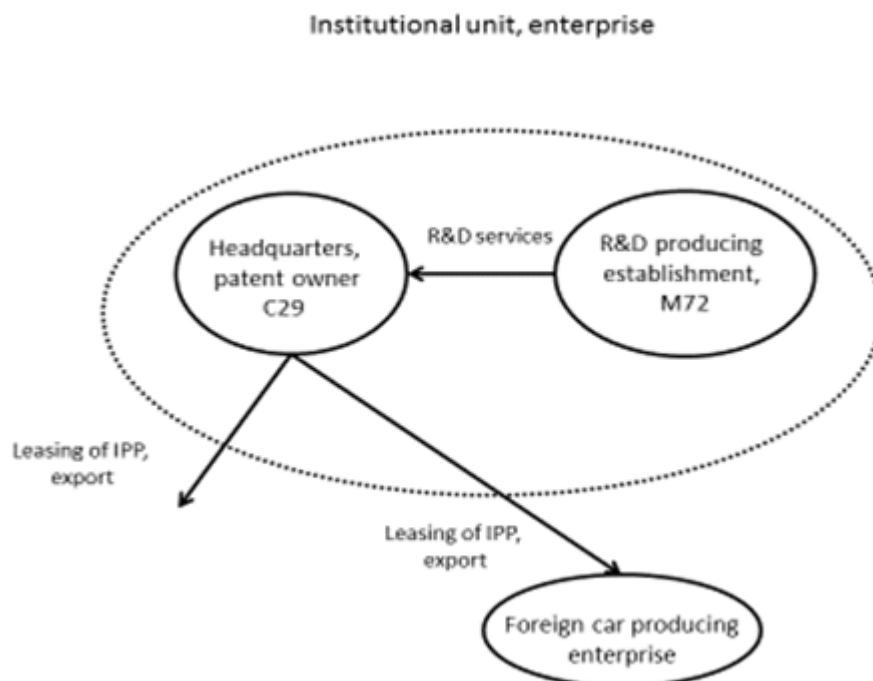 Institutional unit, enterprise
Headquarters,
patent owner
C29
R&D services
R&D producing
establishment,
M72
Leasing of IPP,
export
Leasing of IPP,
export
Foreign car producing
enterprise